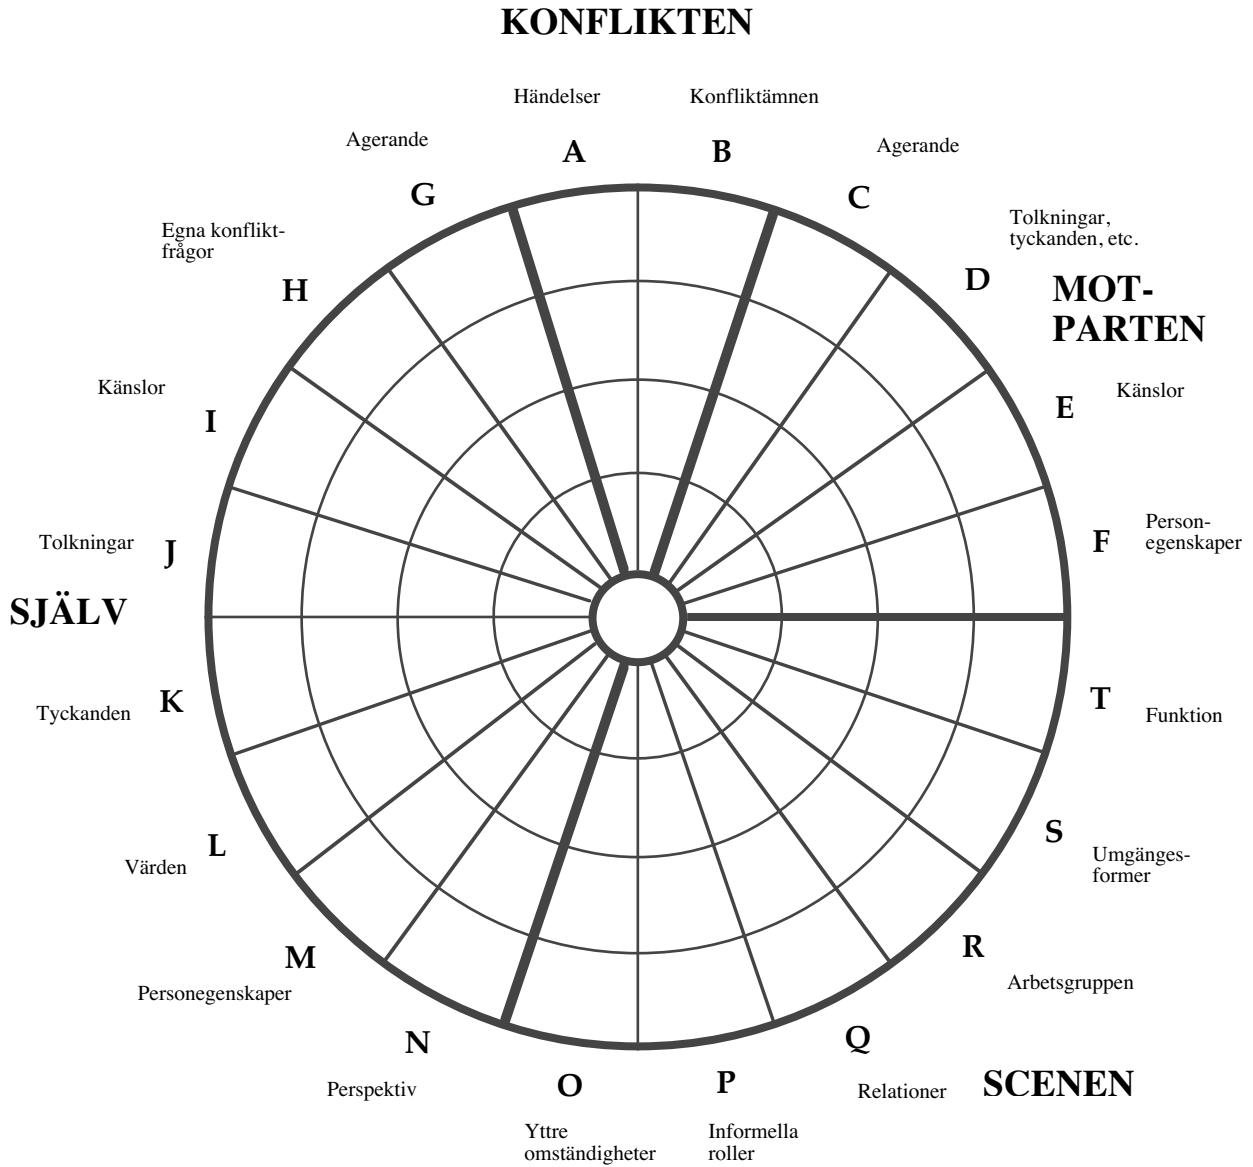 KONFLIKTEN
Händelser
Konfliktämnen
Agerande
A
B
Agerande
G
C
Egna konflikt-
frågor
Tolkningar,
tyckanden, etc.
H
D
MOT-
PARTEN
Känslor
I
E
Känslor
Tolkningar
J
F
Person-
egenskaper
SJÄLV
Tyckanden
K
T
Funktion
Värden
L
S
Umgänges-
former
M
R
Personegenskaper
Arbetsgruppen
N
Q
Perspektiv
O
P
Relationer
SCENEN
Yttre
omständigheter
Informella
roller